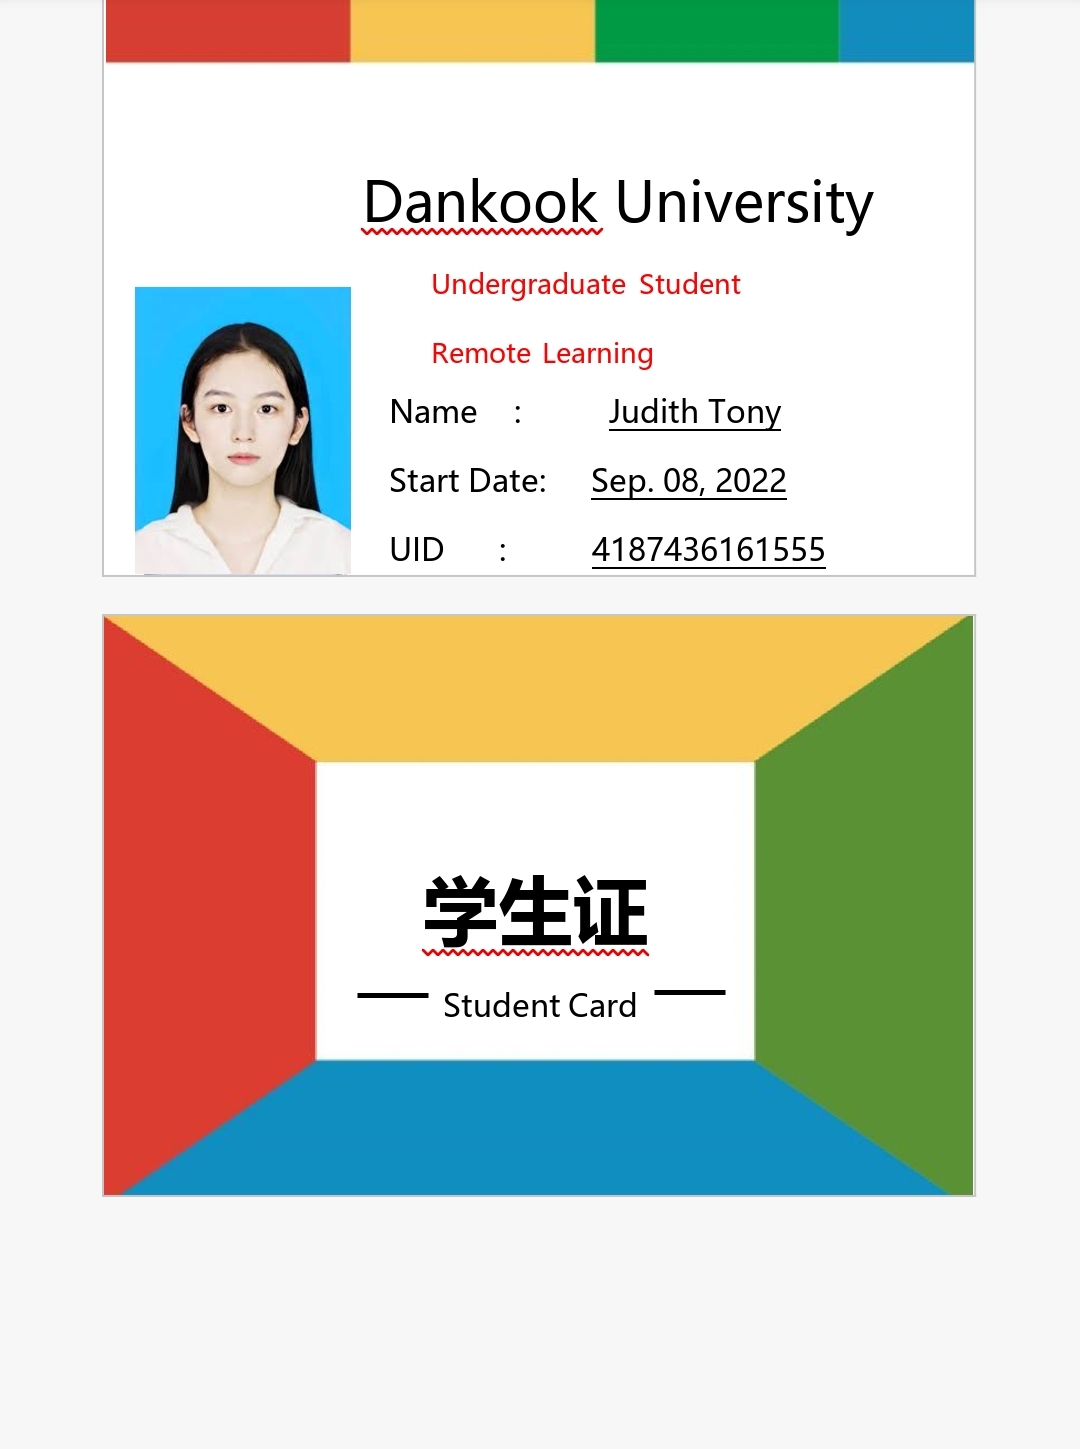 Dankook University
Undergraduate Student
Remote Learning
Name : Judith Tony
Start Date: Sep. 08, 2022
UID : 4187436161555
学生证
Student Card